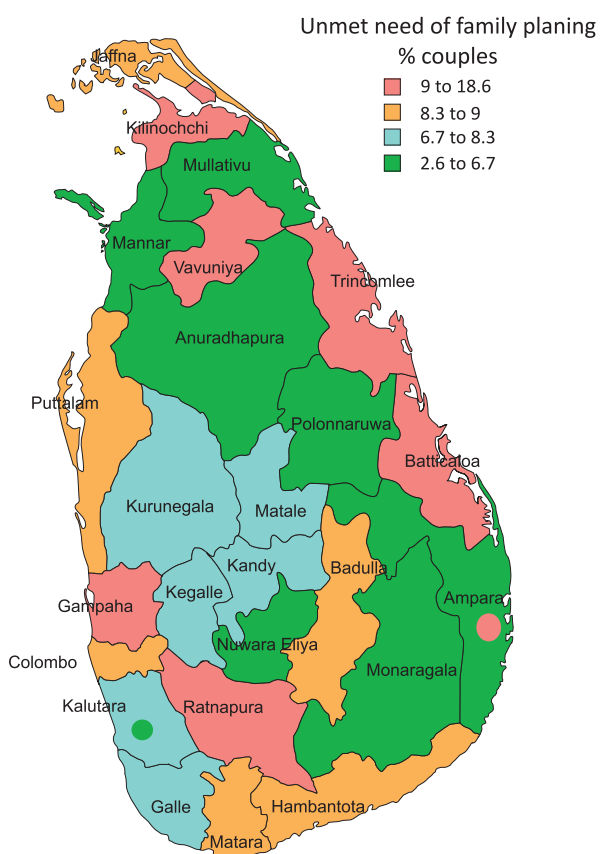 Unmet need of family planing
% couples
9 to 18.6
8.3 to 9
6.7 to 8.3
2.6 to 6.7
Jaffna
Kilinochchi
Mullativu
Mannar
Vavuniya
Trincomlee
Anuradhapura
Puttalam
Polonnaruwa
Batticaloa
Kurunegala
Matale
Kandy
Badulla
Kegalle
Ampara
Gampaha
Nuwara Eliya
Colombo
Monaragala
Kalutara
Ratnapura
Galle
Hambantota
Matara